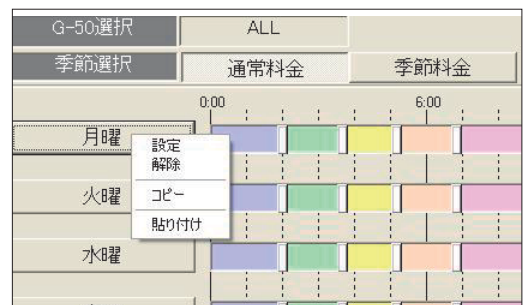 G-50選択 ALL
季節選択 通常料金 季節料金
0:00 6:00
月曜
設定
解除
火曜
コピー
貼り付け
水曜